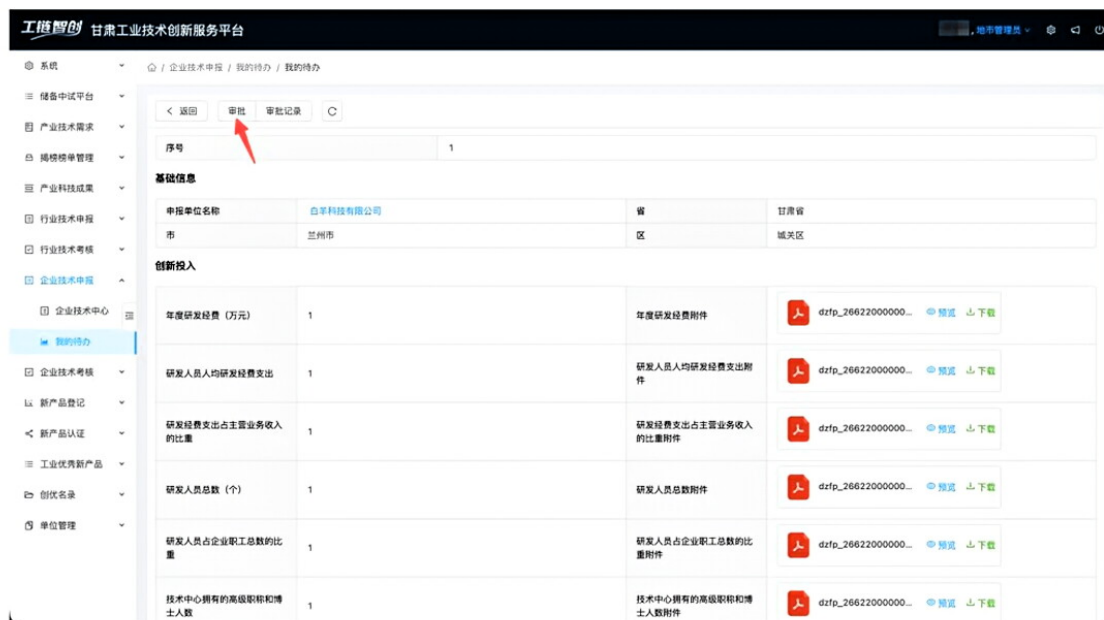 工链智创 甘肃工业技术创新服务平台
,地市管理员
系统
/ 企业技术申报 / 我的待办 / 我的待办
储备中试平台
< 返回 审批 审批记录
产业技术需求
序号 1
揭榜榜单管理
基础信息
产业科技成果
申报单位名称 白羊科技有限公司 省 甘肃省
行业技术申报
市 兰州市 区 城关区
行业技术考核
创新投入
企业技术申报
企业技术中心
年度研发经费（万元） 1 年度研发经费附件 dzfp_26622000000... 预览 下载
我的待办
企业技术考核
研发人员人均研发经费支出 1 研发人员人均研发经费支出附
件 dzfp_26622000000... 预览 下载
新产品登记
新产品认证
研发经费支出占主营业务收入
的比重 1 研发经费支出占主营业务收入
的比重附件 dzfp_26622000000... 预览 下载
工业优秀新产品
创优名录
研发人员总数（个） 1 研发人员总数附件 dzfp_26622000000... 预览 下载
单位管理
研发人员占企业职工总数的比
重 1 研发人员占企业职工总数的比
重附件 dzfp_26622000000... 预览 下载
技术中心拥有的高级职称和博
士人数 1 技术中心拥有的高级职称和博
士人数附件 dzfp_26622000000... 预览 下载